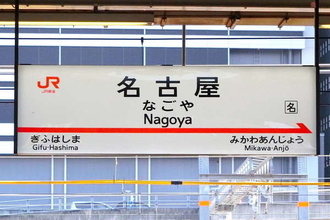 JR
JR東海
名古屋
なごや
Nagoya
名
ぎふはしま
Gifu-Hashima
みかわあんじょう
Mikawa-Anjō